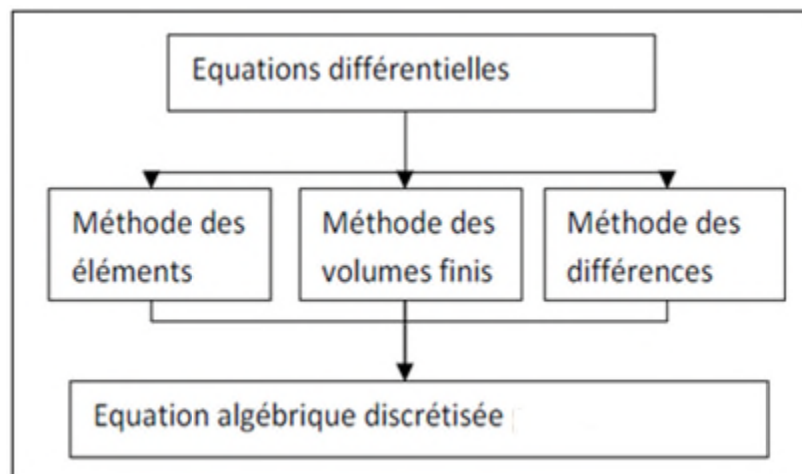 Equations différentielles
Méthode des
éléments
Méthode des
volumes finis
Méthode des
différences
Equation algébrique discrétisée